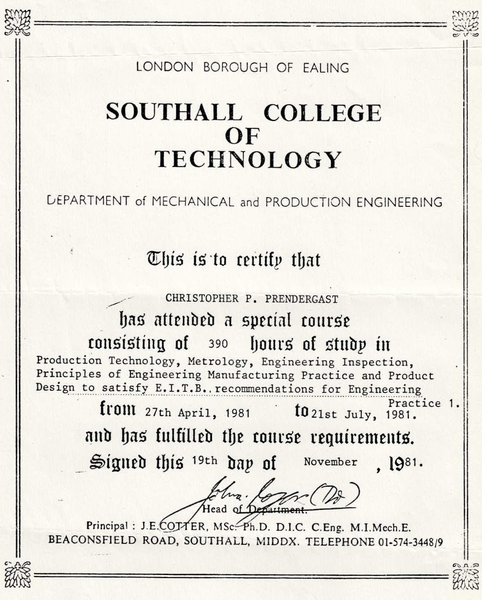 LONDON BOROUGH OF EALING
SOUTHALL COLLEGE
OF
TECHNOLOGY
DEPARTMENT of MECHANICAL and PRODUCTION ENGINEERING
This is to certify that
CHRISTOPHER P. PRENDERGAST
has attended a special course
consisting of 390 hours of study in
Production Technology, Metrology, Engineering Inspection,
Principles of Engineering Manufacturing Practice and Product
Design to satisfy E.I.T.B. recommendations for Engineering
Practice 1.
from 27th April, 1981 to 21st July, 1981.
and has fulfilled the course requirements.
Signed this 19th day of November , 1981.
Head of Department.
Principal : J.E.COTTER, MSc. Ph.D. D.I.C. C.Eng. M.I.Mech.E.
BEACONSFIELD ROAD, SOUTHALL, MIDDX. TELEPHONE 01-574-3448/9